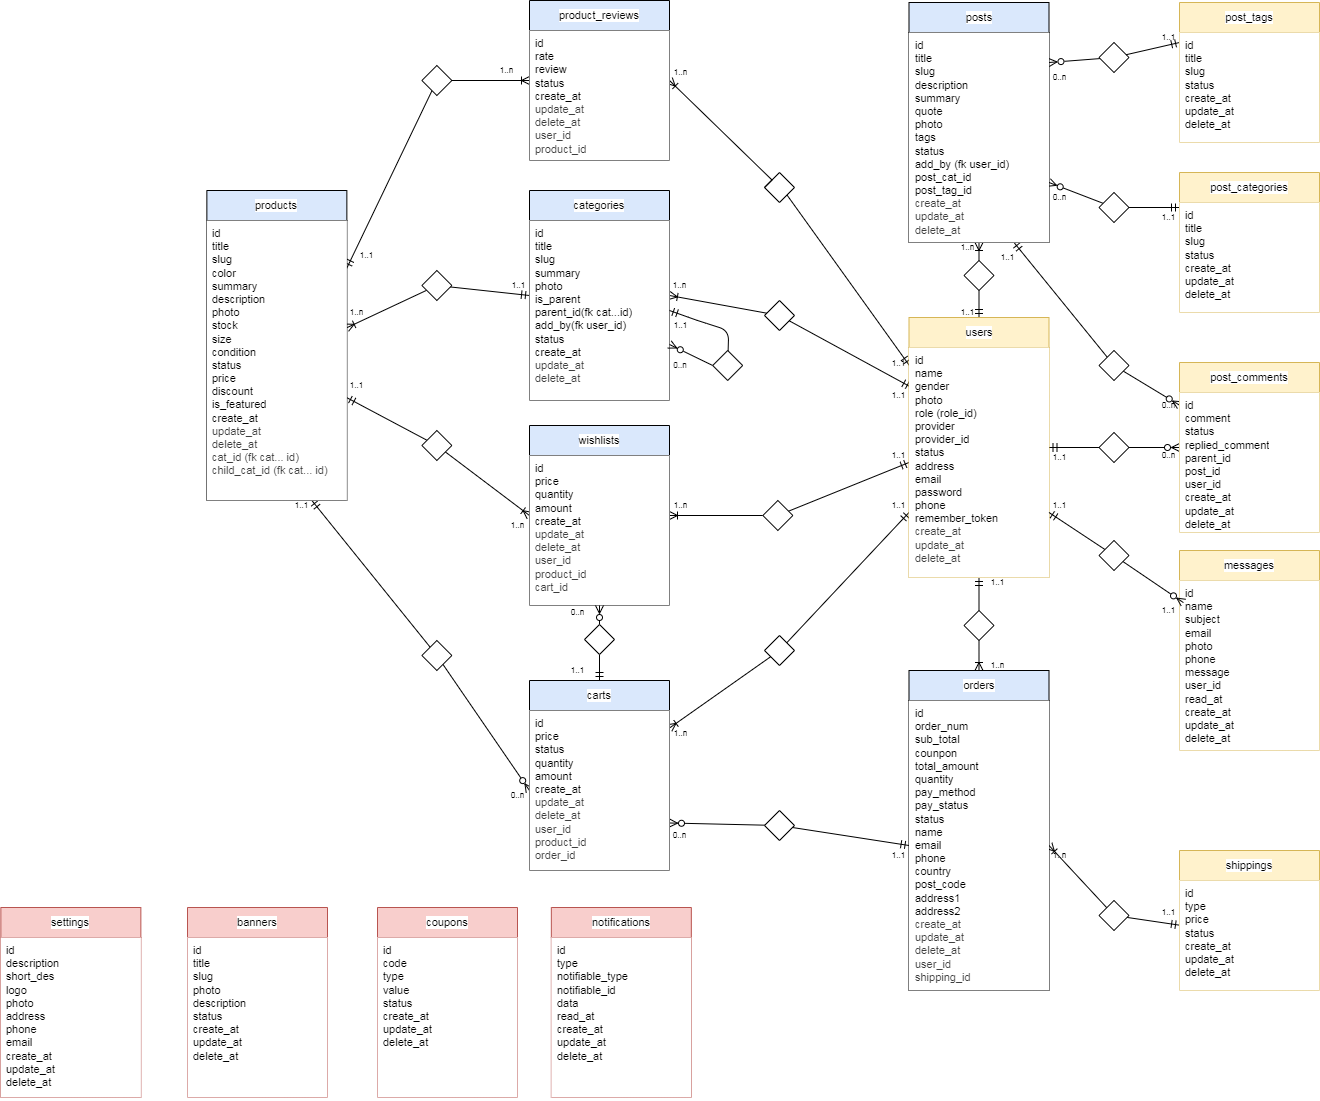 product_reviews
id
rate
review
status
create_at
update_at
delete_at
user_id
product_id
posts
id
title
slug
description
summary
quote
photo
tags
status
add_by (fk user_id)
post_cat_id
post_tag_id
create_at
update_at
delete_at
post_tags
id
title
slug
status
create_at
update_at
delete_at
1..n
1..n
0..n
1..1
products
id
title
slug
color
summary
description
photo
stock
size
condition
status
price
discount
is_featured
create_at
update_at
delete_at
cat_id (fk cat... id)
child_cat_id (fk cat... id)
1..1
1..n
1..1
1..1
categories
id
title
slug
summary
photo
is_parent
parent_id(fk cat...id)
add_by(fk user_id)
status
create_at
update_at
delete_at
1..1
1..n
1..1
0..n
post_categories
id
title
slug
status
create_at
update_at
delete_at
0..n
1..1
1..n
1..1
1..1
users
id
name
gender
photo
role (role_id)
provider
provider_id
status
address
email
password
phone
remember_token
create_at
update_at
delete_at
1..1
1..1
1..1
1..1
1..1
1..1
1..1
post_comments
id
comment
status
replied_comment
parent_id
post_id
user_id
create_at
update_at
delete_at
0..n
0..n
wishlists
id
price
quantity
amount
create_at
update_at
delete_at
user_id
product_id
cart_id
1..n
1..n
0..n
1..1
messages
id
name
subject
email
photo
phone
message
user_id
read_at
create_at
update_at
delete_at
1..1
carts
id
price
status
quantity
amount
create_at
update_at
delete_at
user_id
product_id
order_id
0..n
1..n
0..n
orders
id
order_num
sub_total
counpon
total_amount
quantity
pay_method
pay_status
status
name
email
phone
country
post_code
address1
address2
create_at
update_at
delete_at
user_id
shipping_id
1..n
1..1
1..n
shippings
id
type
price
status
create_at
update_at
delete_at
1..1
settings
id
description
short_des
logo
photo
address
phone
email
create_at
update_at
delete_at
banners
id
title
slug
photo
description
status
create_at
update_at
delete_at
coupons
id
code
type
value
status
create_at
update_at
delete_at
notifications
id
type
notifiable_type
notifiable_id
data
read_at
create_at
update_at
delete_at